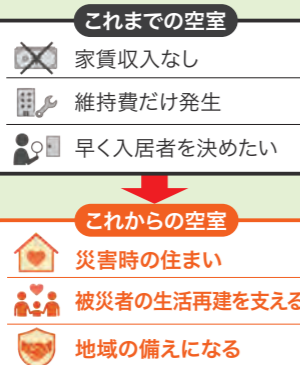 これまでの空室
家賃収入なし
維持費だけ発生
早く入居者を決めたい
これからの空室
災害時の住まい
被災者の生活再建を支える
地域の備えになる